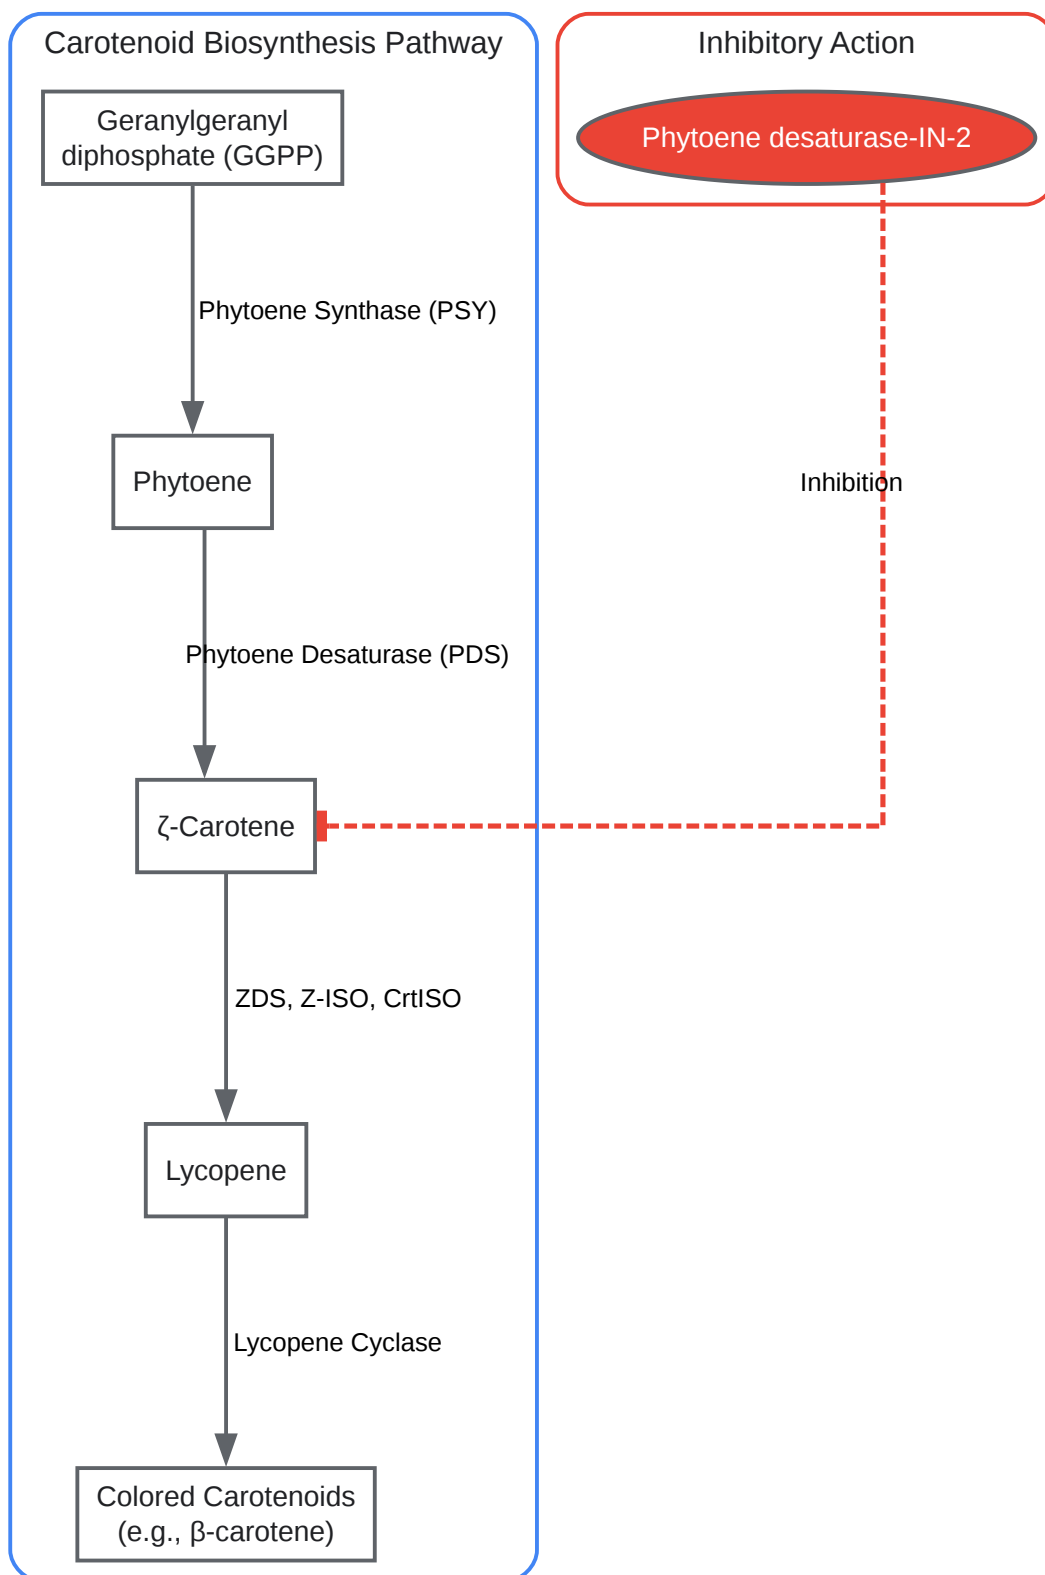 Carotenoid Biosynthesis Pathway
Inhibitory Action
Geranylgeranyl
diphosphate (GGPP)
Phytoene desaturase-IN-2
Phytoene Synthase (PSY)
Phytoene
Inhibition
Phytoene Desaturase (PDS)
ζ-Carotene
ZDS, Z-ISO, CrtISO
Lycopene
Lycopene Cyclase
Colored Carotenoids
(e.g., β-carotene)